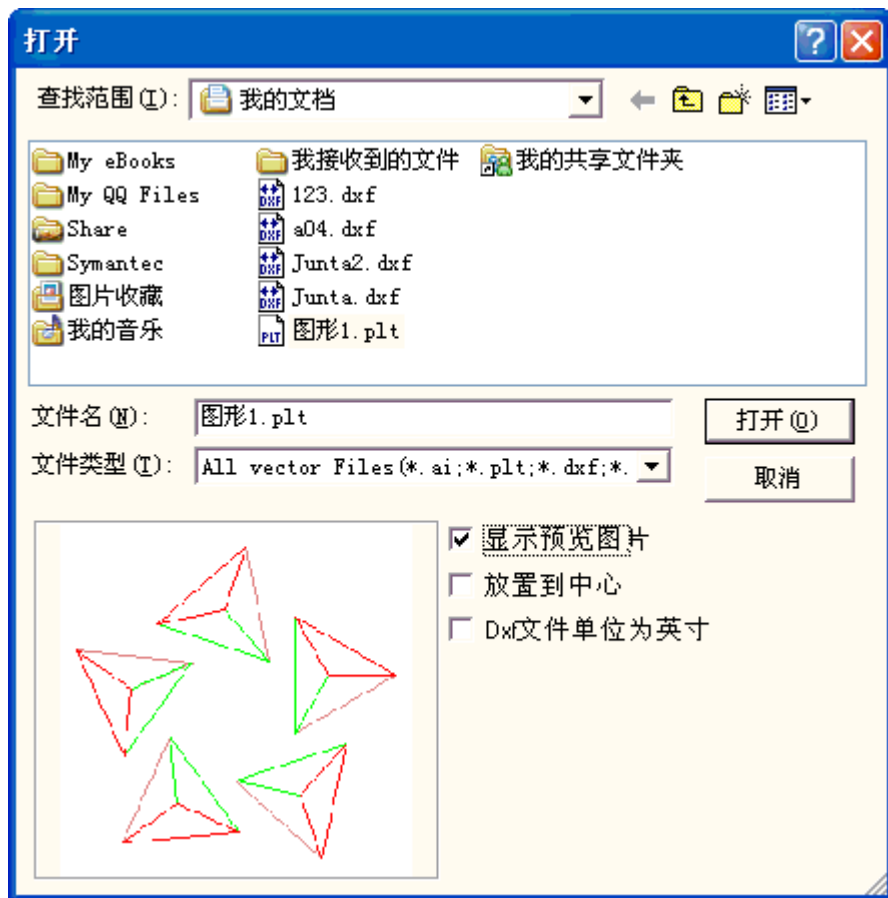 打开
查找范围(I): 我的文档
My eBooks
My QQ Files
Share
Symantec
图片收藏
我的音乐
我接收到的文件
123.dxf
a04.dxf
Junta2.dxf
Junta.dxf
图形1.plt
我的共享文件夹
文件名(N): 图形1.plt 打开(O)
文件类型(T): All vector Files(*.ai;*.plt;*.dxf;*. 取消
显示预览图片
放置到中心
Dxf文件单位为英寸